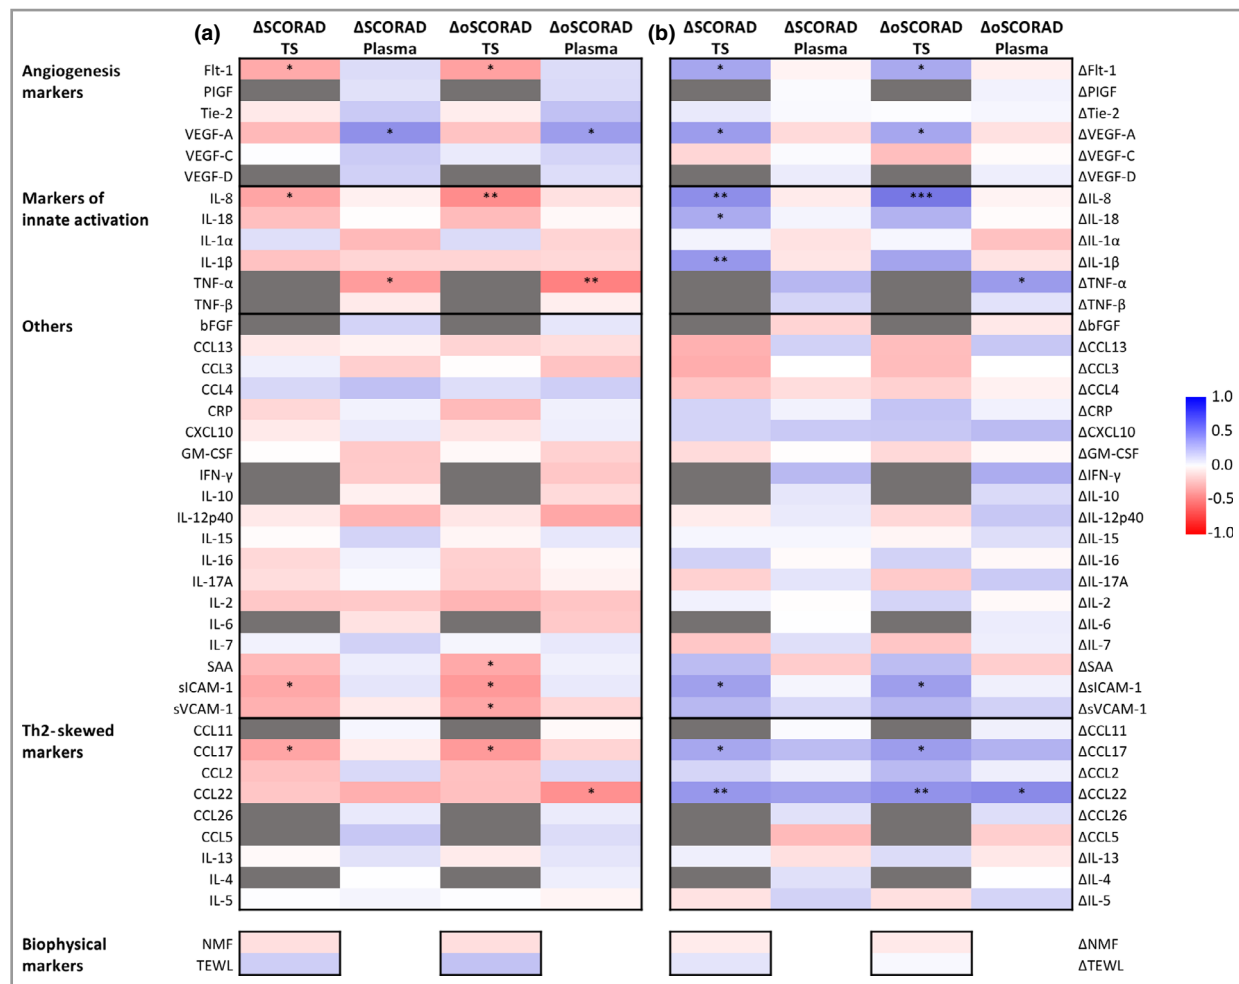 (a) ΔSCORAD ΔSCORAD ΔoSCORAD ΔoSCORAD (b) ΔSCORAD ΔSCORAD ΔoSCORAD ΔoSCORAD
TS Plasma TS Plasma TS Plasma TS Plasma
Angiogenesis
markers
Flt-1 * * * * ΔFlt-1
PIGF ΔPIGF
Tie-2 ΔTie-2
VEGF-A * * * * ΔVEGF-A
VEGF-C ΔVEGF-C
VEGF-D ΔVEGF-D
Markers of
innate activation
IL-8 * ** ** *** ΔIL-8
IL-18 * ΔIL-18
IL-1α ΔIL-1α
IL-1β ** ΔIL-1β
TNF-α * ** * ΔTNF-α
TNF-β ΔTNF-β
Others
bFGF ΔbFGF
CCL13 ΔCCL13
CCL3 ΔCCL3
CCL4 ΔCCL4
CRP ΔCRP
CXCL10 ΔCXCL10
GM-CSF ΔGM-CSF
IFN-γ ΔIFN-γ
IL-10 ΔIL-10
IL-12p40 ΔIL-12p40
IL-15 ΔIL-15
IL-16 ΔIL-16
IL-17A ΔIL-17A
IL-2 ΔIL-2
IL-6 ΔIL-6
IL-7 ΔIL-7
SAA * ΔSAA
sICAM-1 * * * * ΔsICAM-1
sVCAM-1 * ΔsVCAM-1
Th2-skewed
markers
CCL11 ΔCCL11
CCL17 * * * * ΔCCL17
CCL2 ΔCCL2
CCL22 * ** ** * ΔCCL22
CCL26 ΔCCL26
CCL5 ΔCCL5
IL-13 ΔIL-13
IL-4 ΔIL-4
IL-5 ΔIL-5
Biophysical
markers
NMF ΔNMF
TEWL ΔTEWL
1.0
0.5
0.0
-0.5
-1.0